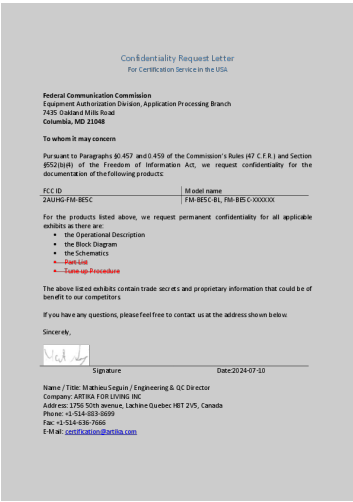 Confidentiality Request Letter
For Certification Service in the USA
Federal Communication Commission
Equipment Authorization Division, Application Processing Branch
7435 Oakland Mills Road
Columbia, MD 21048
To whom it may concern
Pursuant to Paragraphs §0.457 and 0.459 of the Commission's Rules (47 C.F.R.) and Section
§552(b)(4) of the Freedom of Information Act, we request confidentiality for the
documentation of the following products:
FCC ID Model name
2AUHG-FM-BE5C FM-BE5C-BL, FM-BE5C-XXXXXX
For the products listed above, we request permanent confidentiality for all applicable
exhibits as there are:
• the Operational Description
• the Block Diagram
• the Schematics
• Part List
• Tune up Procedure
The above listed exhibits contain trade secrets and proprietary information that could be of
benefit to our competitors.
If you have any questions, please feel free to contact us at the address shown below.
Sincerely,
Signature Date:2024-07-10
Name / Title: Mathieu Seguin / Engineering & QC Director
Company: ARTIKA FOR LIVING INC
Address: 1756 50th avenue, Lachine Quebec H8T 2V5, Canada
Phone: +1-514-883-8699
Fax: +1-514-636-7666
E-Mail: certification@artika.com